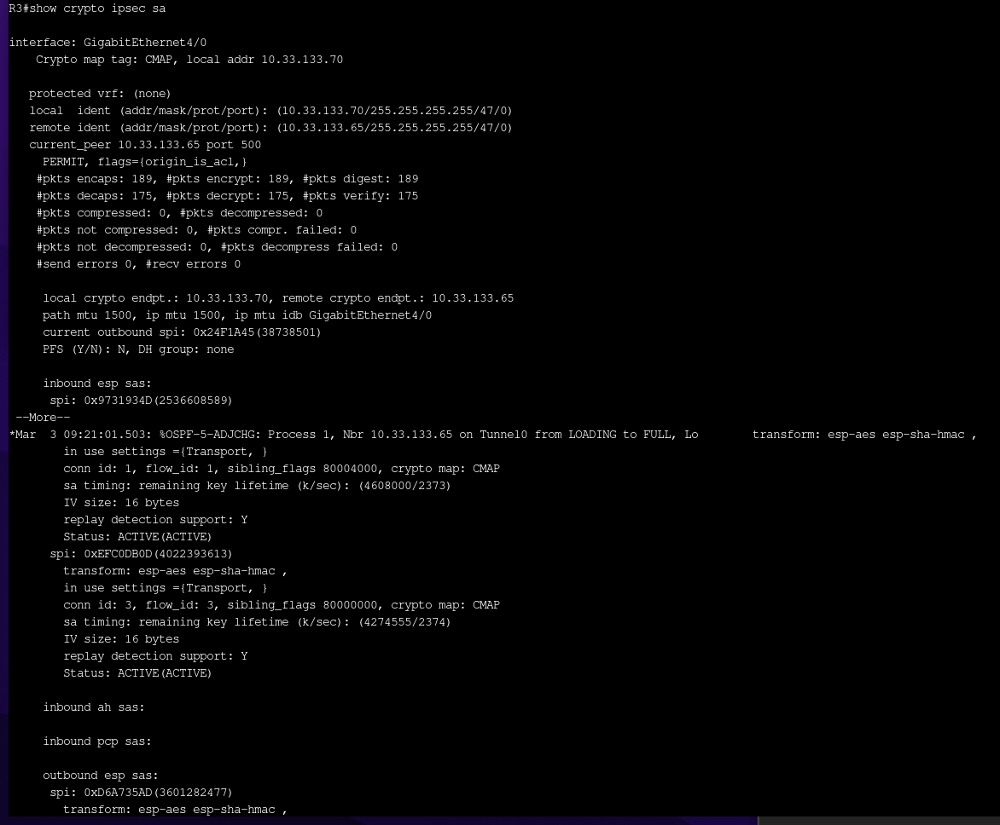 R3#show crypto ipsec sa
interface: GigabitEthernet4/0
Crypto map tag: CMAP, local addr 10.33.133.70
protected vrf: (none)
local  ident (addr/mask/prot/port): (10.33.133.70/255.255.255.255/47/0)
remote ident (addr/mask/prot/port): (10.33.133.65/255.255.255.255/47/0)
current_peer 10.33.133.65 port 500
PERMIT, flags={origin_is_acl,}
#pkts encaps: 189, #pkts encrypt: 189, #pkts digest: 189
#pkts decaps: 175, #pkts decrypt: 175, #pkts verify: 175
#pkts compressed: 0, #pkts decompressed: 0
#pkts not compressed: 0, #pkts compr. failed: 0
#pkts not decompressed: 0, #pkts decompress failed: 0
#send errors 0, #recv errors 0
local crypto endpt.: 10.33.133.70, remote crypto endpt.: 10.33.133.65
path mtu 1500, ip mtu 1500, ip mtu idb GigabitEthernet4/0
current outbound spi: 0x24F1A45(38738501)
PFS (Y/N): N, DH group: none
inbound esp sas:
spi: 0x9731934D(2536608589)
--More--
*Mar  3 09:21:01.503: %OSPF-5-ADJCHG: Process 1, Nbr 10.33.133.65 on Tunnel0 from LOADING to FULL, Lo        transform: esp-aes esp-sha-hmac ,
in use settings ={Transport, }
conn id: 1, flow_id: 1, sibling_flags 80004000, crypto map: CMAP
sa timing: remaining key lifetime (k/sec): (4608000/2373)
IV size: 16 bytes
replay detection support: Y
Status: ACTIVE(ACTIVE)
spi: 0xEFC0DB0D(4022393613)
transform: esp-aes esp-sha-hmac ,
in use settings ={Transport, }
conn id: 3, flow_id: 3, sibling_flags 80000000, crypto map: CMAP
sa timing: remaining key lifetime (k/sec): (4274555/2374)
IV size: 16 bytes
replay detection support: Y
Status: ACTIVE(ACTIVE)
inbound ah sas:
inbound pcp sas:
outbound esp sas:
spi: 0xD6A735AD(3601282477)
transform: esp-aes esp-sha-hmac ,